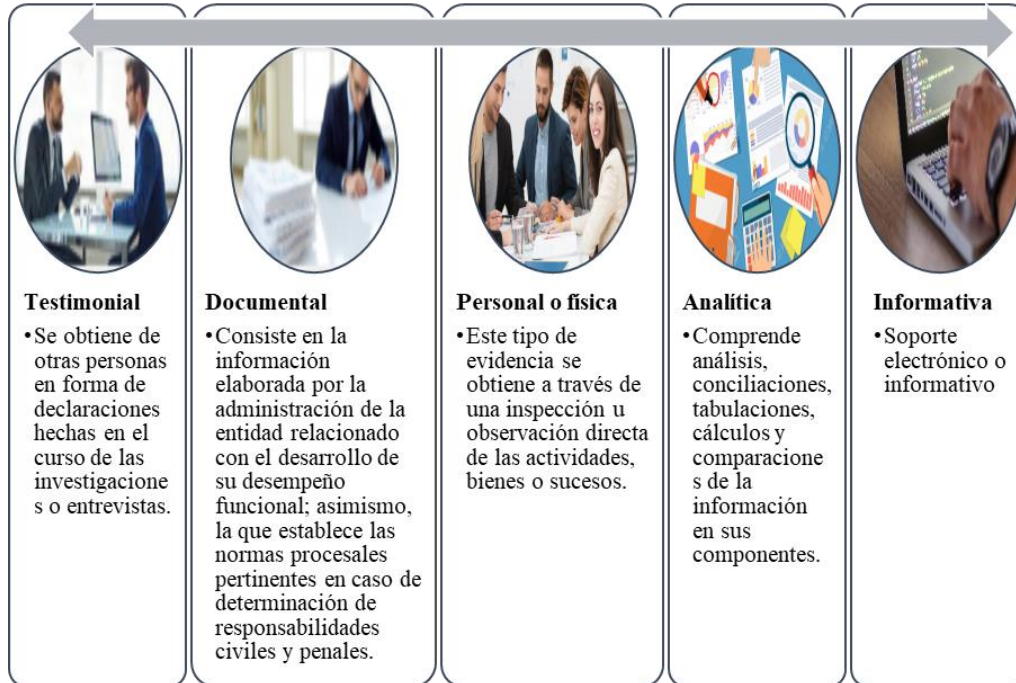 Testimonial
•Se obtiene de
otras personas
en forma de
declaraciones
hechas en el
curso de las
investigacione
s o entrevistas.
Documental
•Consiste en la
información
elaborada por la
administración de la
entidad relacionado
con el desarrollo de
su desempeño
funcional; asimismo,
la que establece las
normas procesales
pertinentes en caso de
determinación de
responsabilidades
civiles y penales.
Personal o física
•Este tipo de
evidencia se
obtiene a través de
una inspección u
observación directa
de las actividades,
bienes o sucesos.
Analítica
•Comprende
análisis,
conciliaciones,
tabulaciones,
cálculos y
comparacione
s de la
información
en sus
componentes.
Informativa
•Soporte
electrónico o
informativo